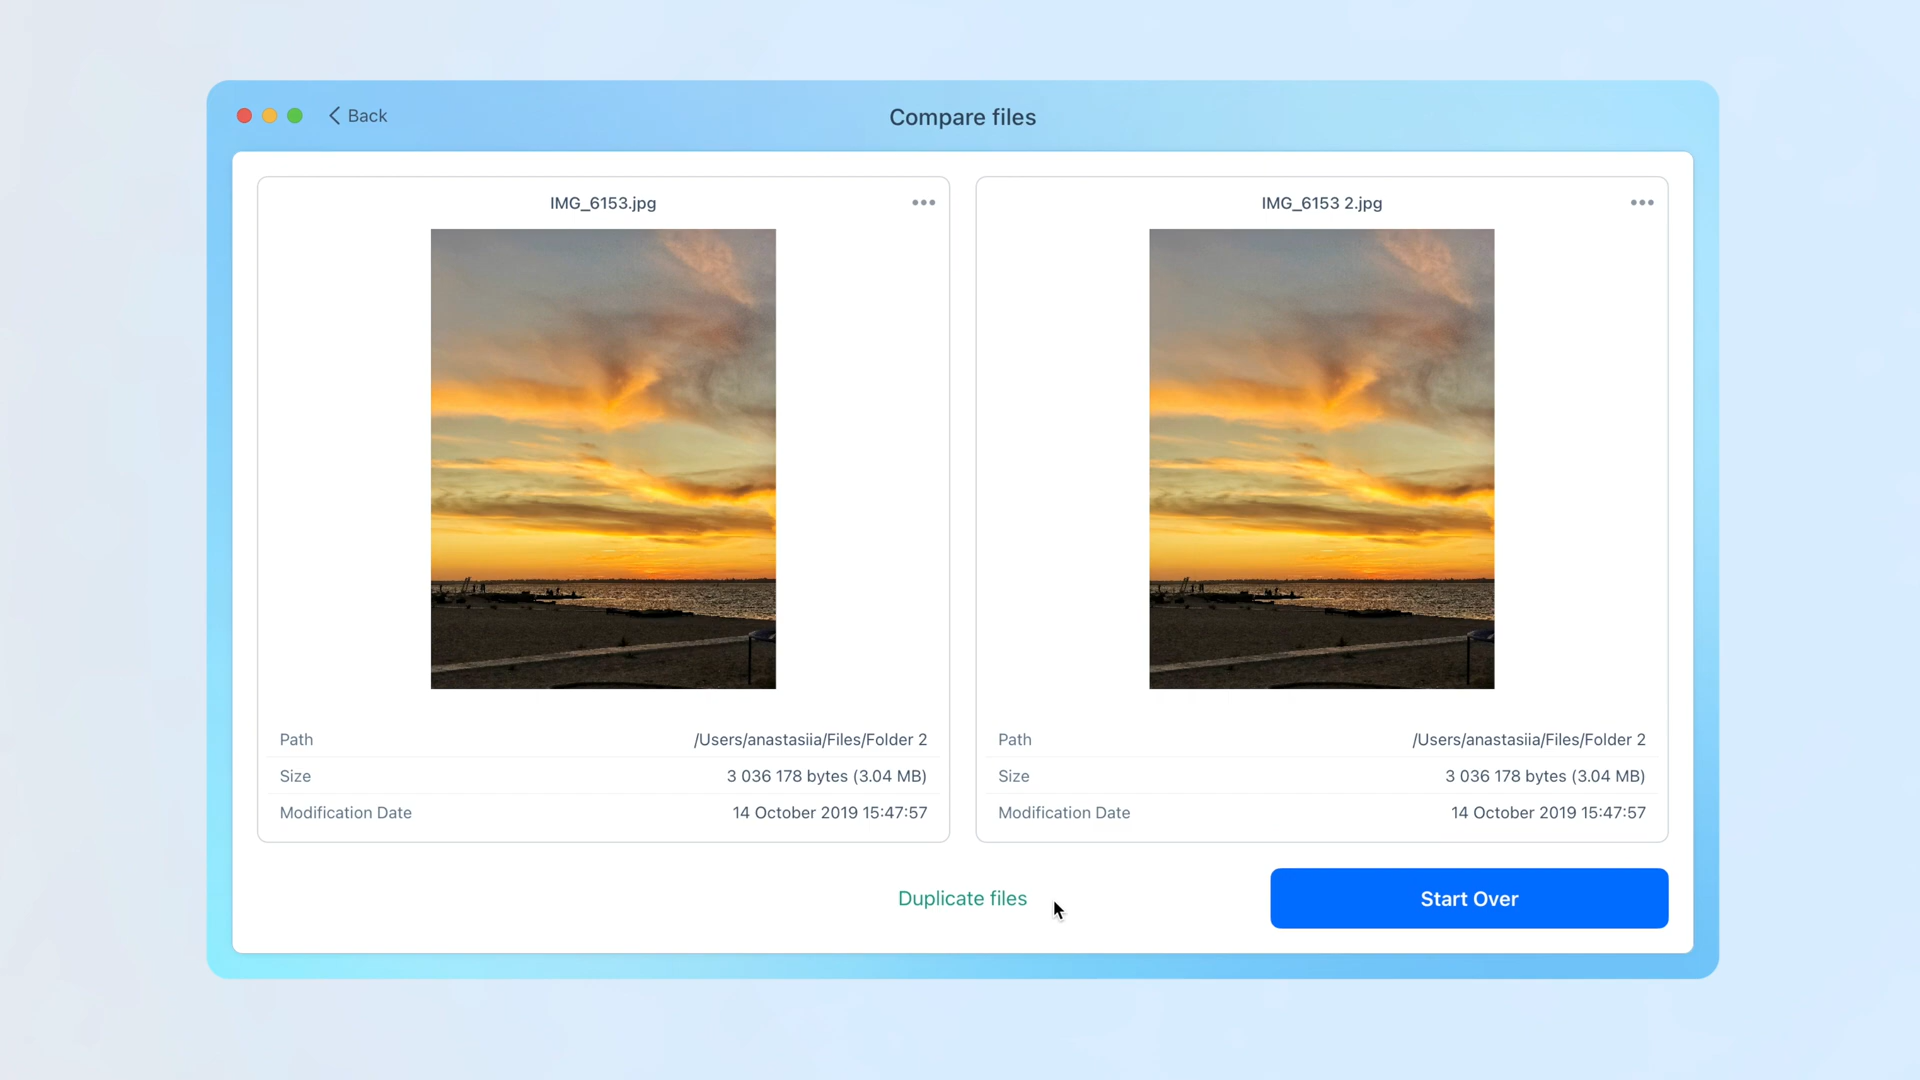 Back
Compare files
IMG_6153.jpg
IMG_6153 2.jpg
Path /Users/anastasiia/Files/Folder 2
Size 3 036 178 bytes (3.04 MB)
Modification Date 14 October 2019 15:47:57
Path /Users/anastasiia/Files/Folder 2
Size 3 036 178 bytes (3.04 MB)
Modification Date 14 October 2019 15:47:57
Duplicate files
Start Over